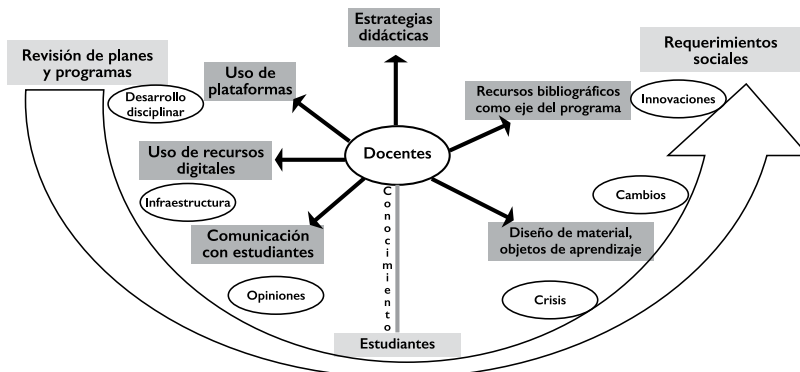 Estrategias
didácticas
Revisión de planes
y programas
Requerimientos
sociales
Uso de
plataformas
Desarrollo
disciplinar
Recursos bibliográficos
como eje del programa
Innovaciones
Docentes
Uso de recursos
digitales
Infraestructura
Cambios
Comunicación
con estudiantes
Conocimiento
Diseño de material,
objetos de aprendizaje
Opiniones
Crisis
Estudiantes